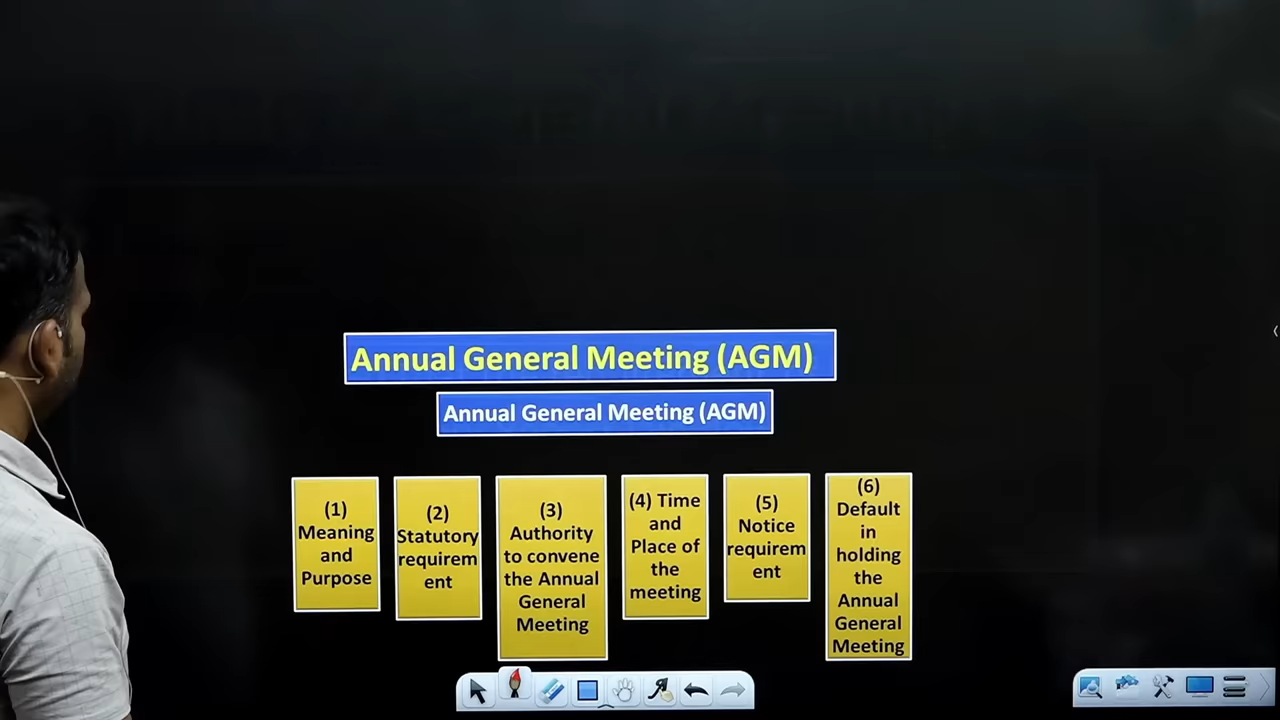 Annual General Meeting (AGM)
Annual General Meeting (AGM)
(1)
Meaning
and
Purpose
(2)
Statutory
requirem
ent
(3)
Authority
to convene
the Annual
General
Meeting
(4) Time
and
Place of
the
meeting
(5)
Notice
requirem
ent
(6)
Default
in
holding
the
Annual
General
Meeting